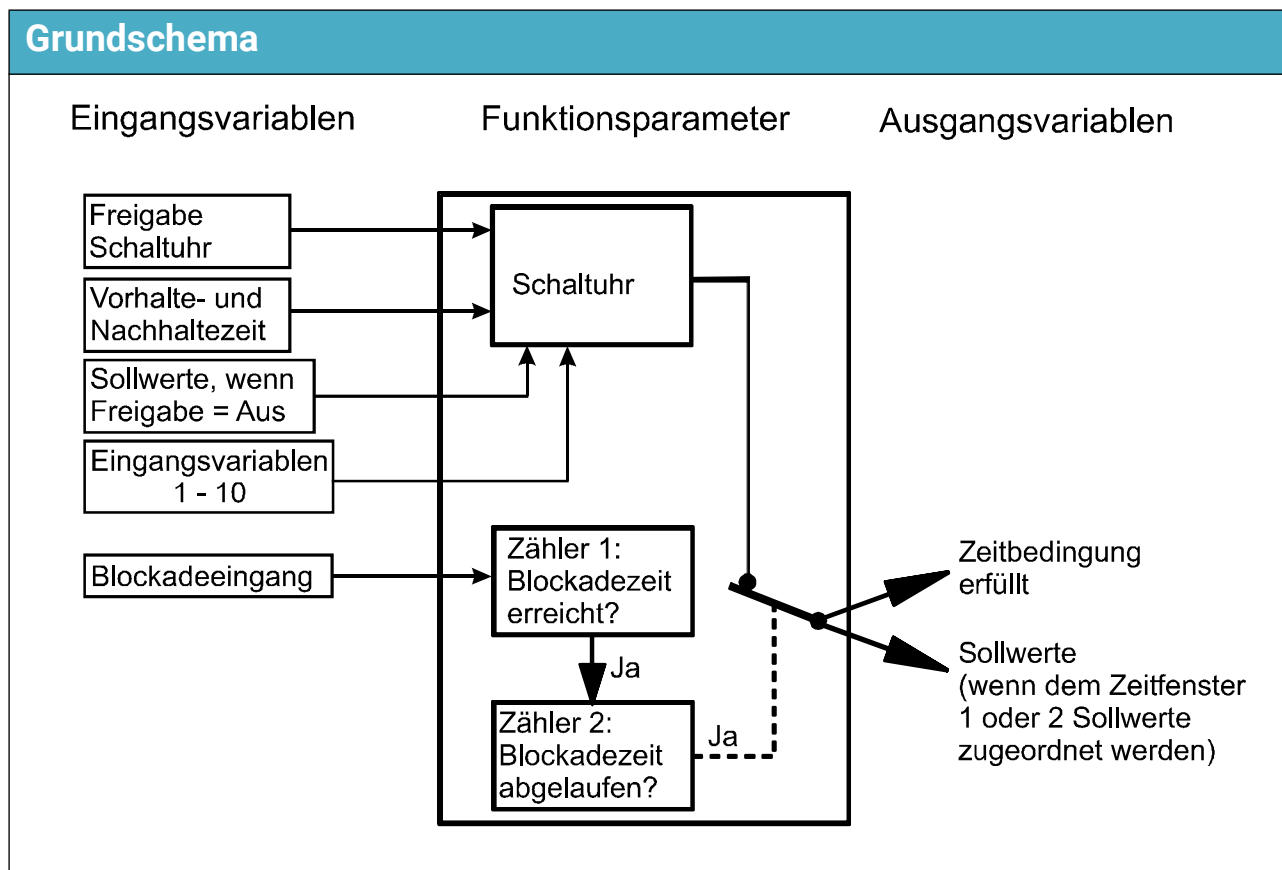 Grundschema
Eingangsvariablen
Funktionsparameter
Ausgangsvariablen
Freigabe
Schaltuhr
Vorhalte- und
Nachhaltezeit
Sollwerte, wenn
Freigabe = Aus
Eingangsvariablen
1 - 10
Blockadeeingang
Schaltuhr
Zähler 1:
Blockadezeit
erreicht?
Ja
Zähler 2:
Blockadezeit
abgelaufen?
Ja
Zeitbedingung
erfüllt
Sollwerte
(wenn dem Zeitfenster
1 oder 2 Sollwerte
zugeordnet werden)